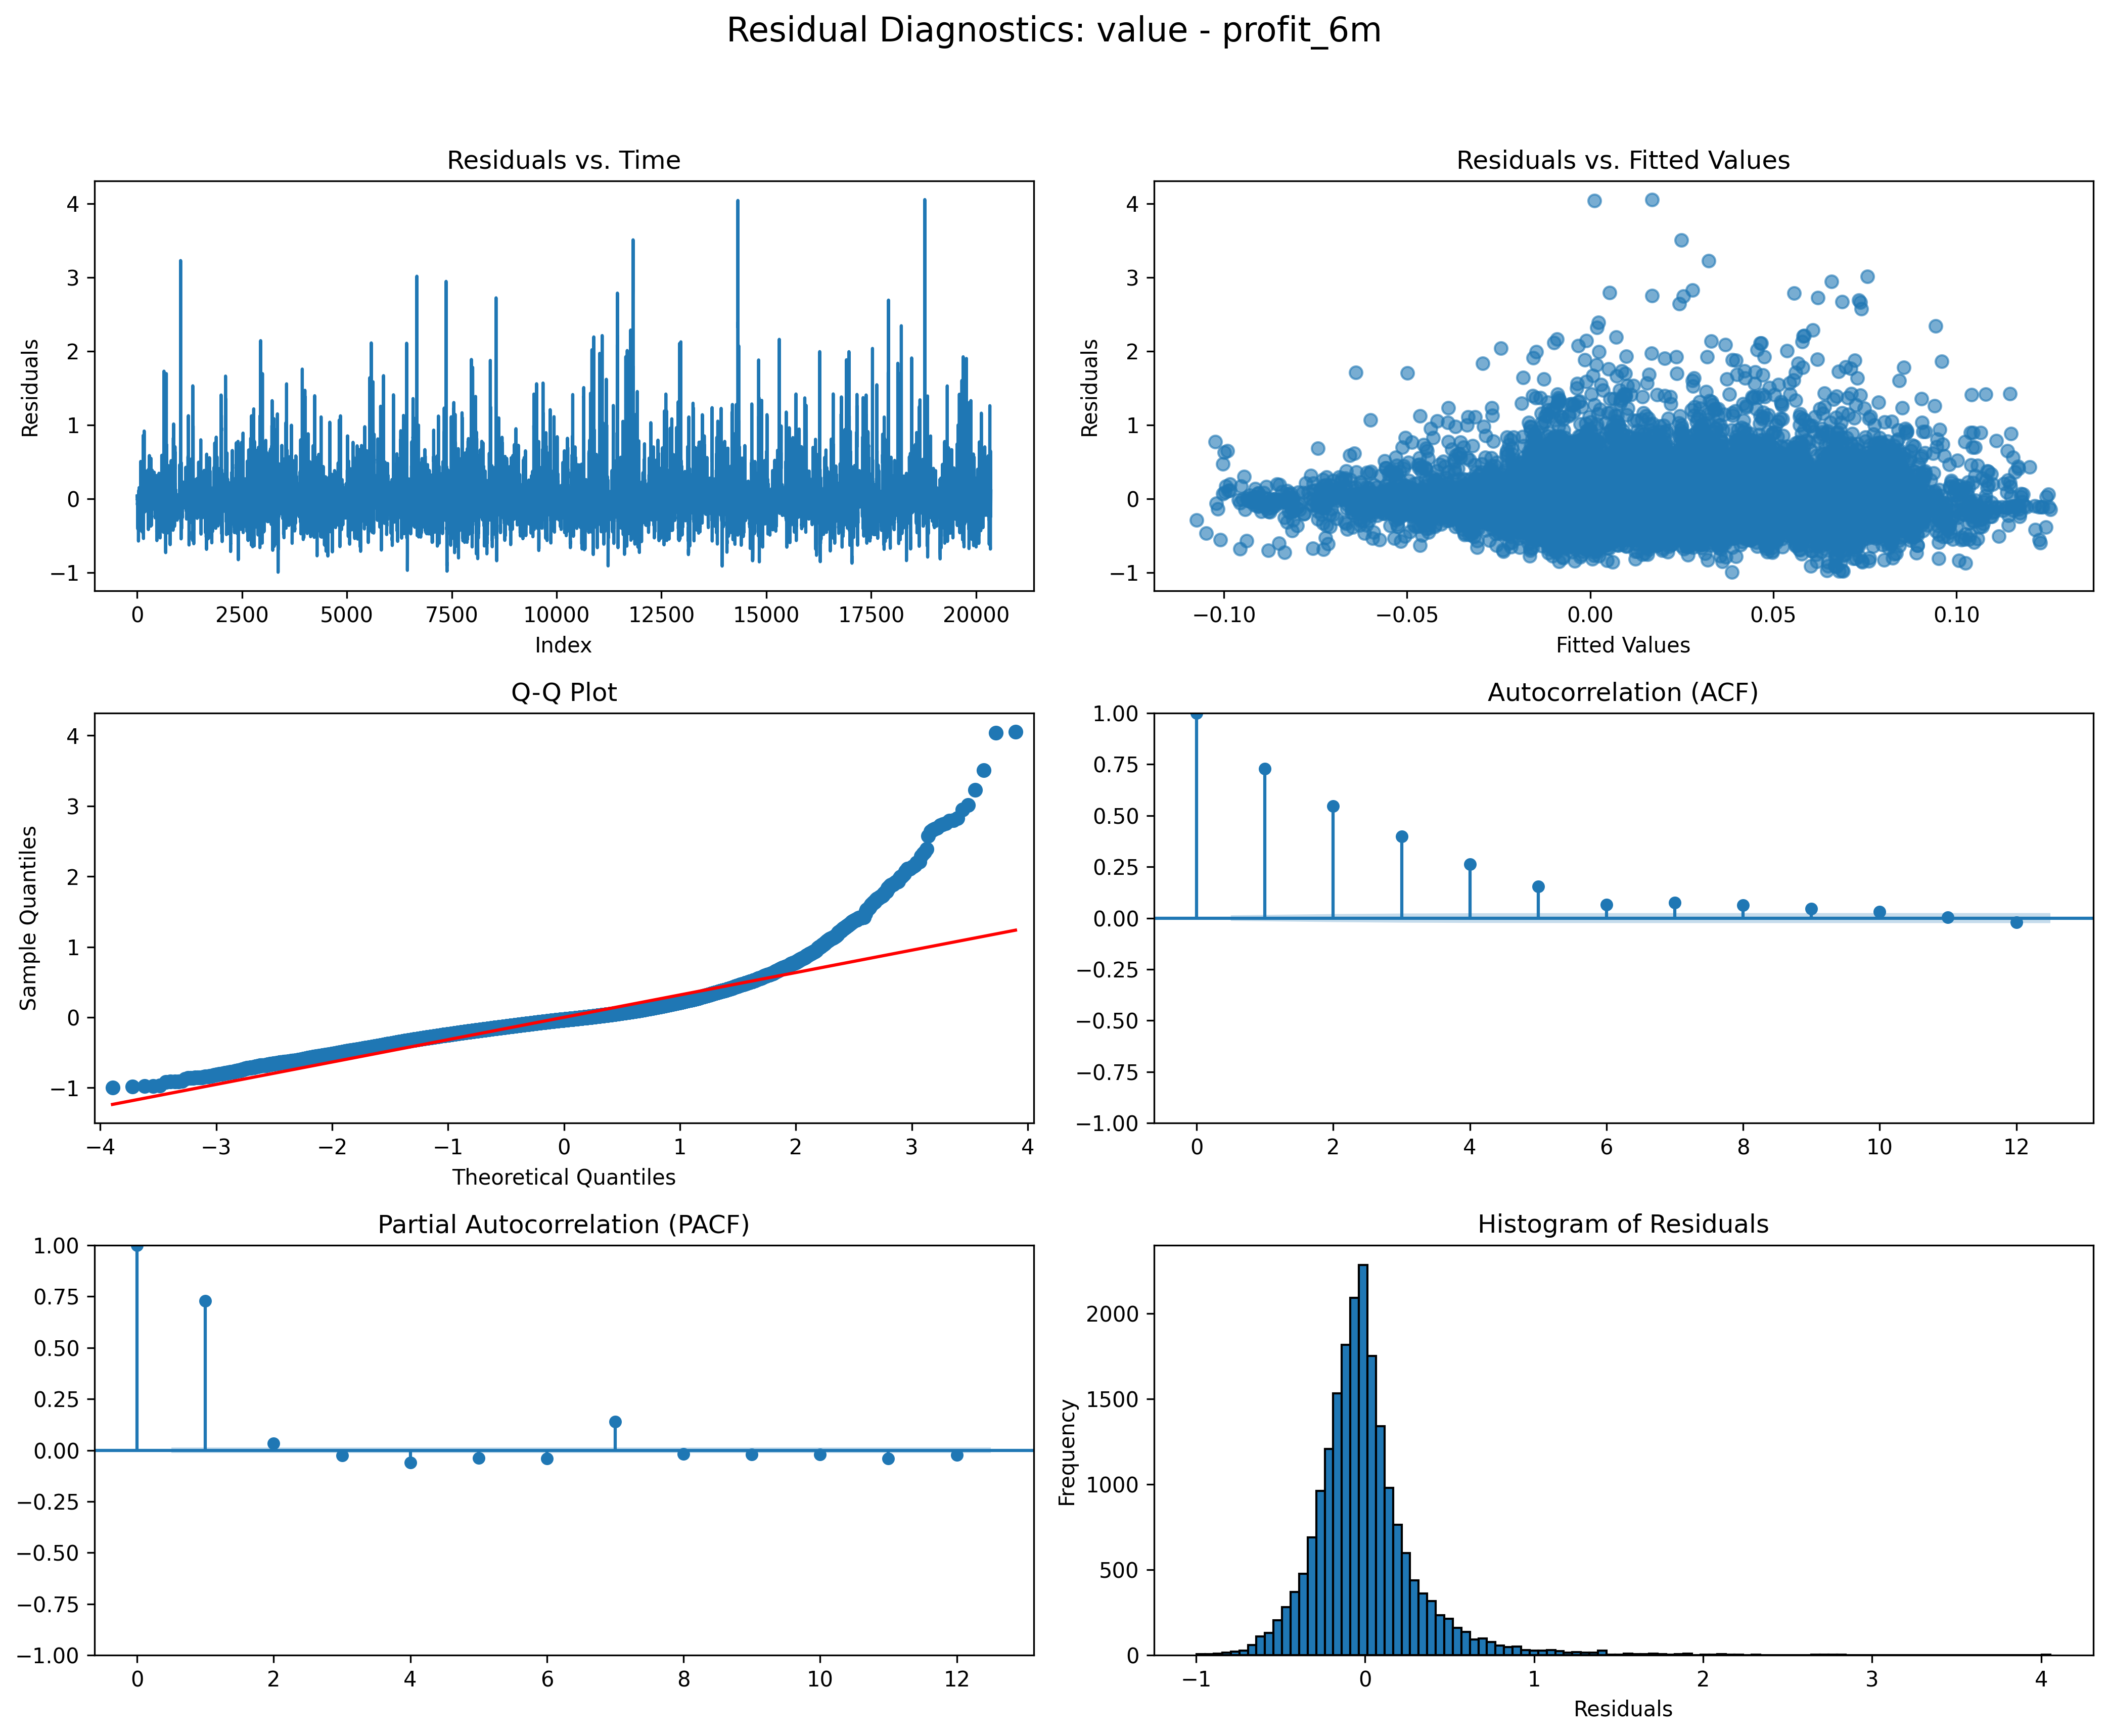 Residual Diagnostics: value - profit_6m
Residuals vs. Time
Residuals
4
3
2
1
0
−1
0 2500 5000 7500 10000 12500 15000 17500 20000
Index
Residuals vs. Fitted Values
Residuals
4
3
2
1
0
−1
−0.10 −0.05 0.00 0.05 0.10
Fitted Values
Q-Q Plot
Sample Quantiles
4
3
2
1
0
−1
−4 −3 −2 −1 0 1 2 3 4
Theoretical Quantiles
Autocorrelation (ACF)
1.00
0.75
0.50
0.25
0.00
−0.25
−0.50
−0.75
−1.00
0 2 4 6 8 10 12
Partial Autocorrelation (PACF)
1.00
0.75
0.50
0.25
0.00
−0.25
−0.50
−0.75
−1.00
0 2 4 6 8 10 12
Histogram of Residuals
Frequency
2000
1500
1000
500
0
−1 0 1 2 3 4
Residuals